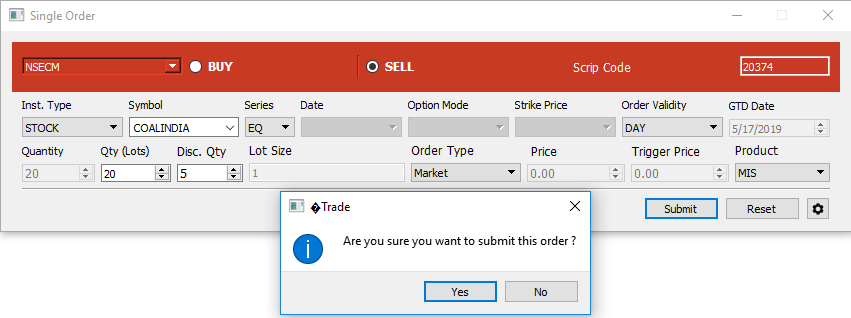 Single Order
NSECM BUY SELL Scrip Code 20374
Inst. Type Symbol Series Date Option Mode Strike Price Order Validity GTD Date
STOCK COALINDIA EQ DAY 5/17/2019
Quantity Qty (Lots) Disc. Qty Lot Size Order Type Price Trigger Price Product
20 20 5 1 Market 0.00 0.00 MIS
Submit Reset
�Trade
Are you sure you want to submit this order ?
Yes No